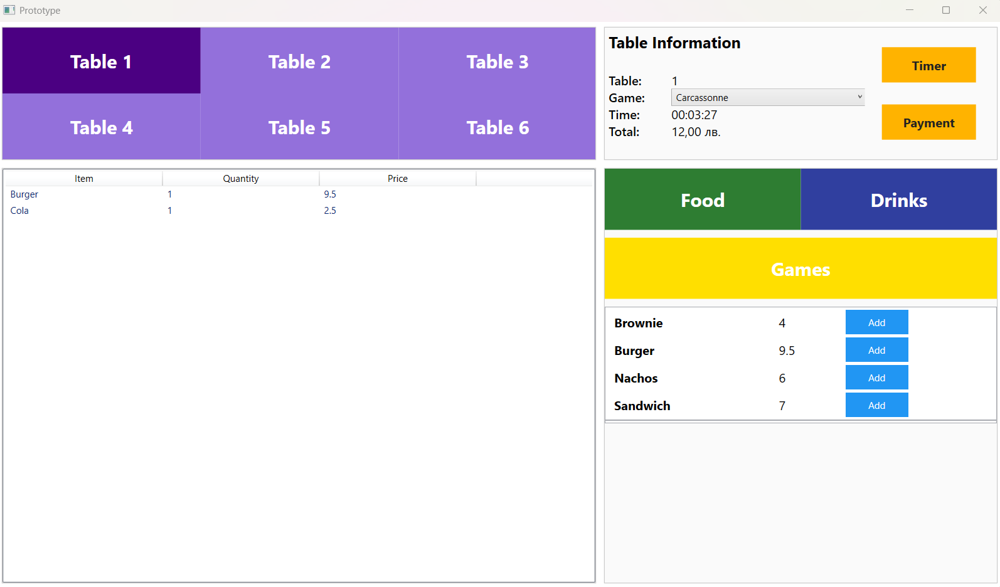 Prototype
Table 1
Table 2
Table 3
Table 4
Table 5
Table 6
Table Information
Table: 1
Game: Carcassonne
Time: 00:03:27
Total: 12,00 лв.
Timer
Payment
Item Quantity Price
Burger 1 9.5
Cola 1 2.5
Food
Drinks
Games
Brownie 4 Add
Burger 9.5 Add
Nachos 6 Add
Sandwich 7 Add